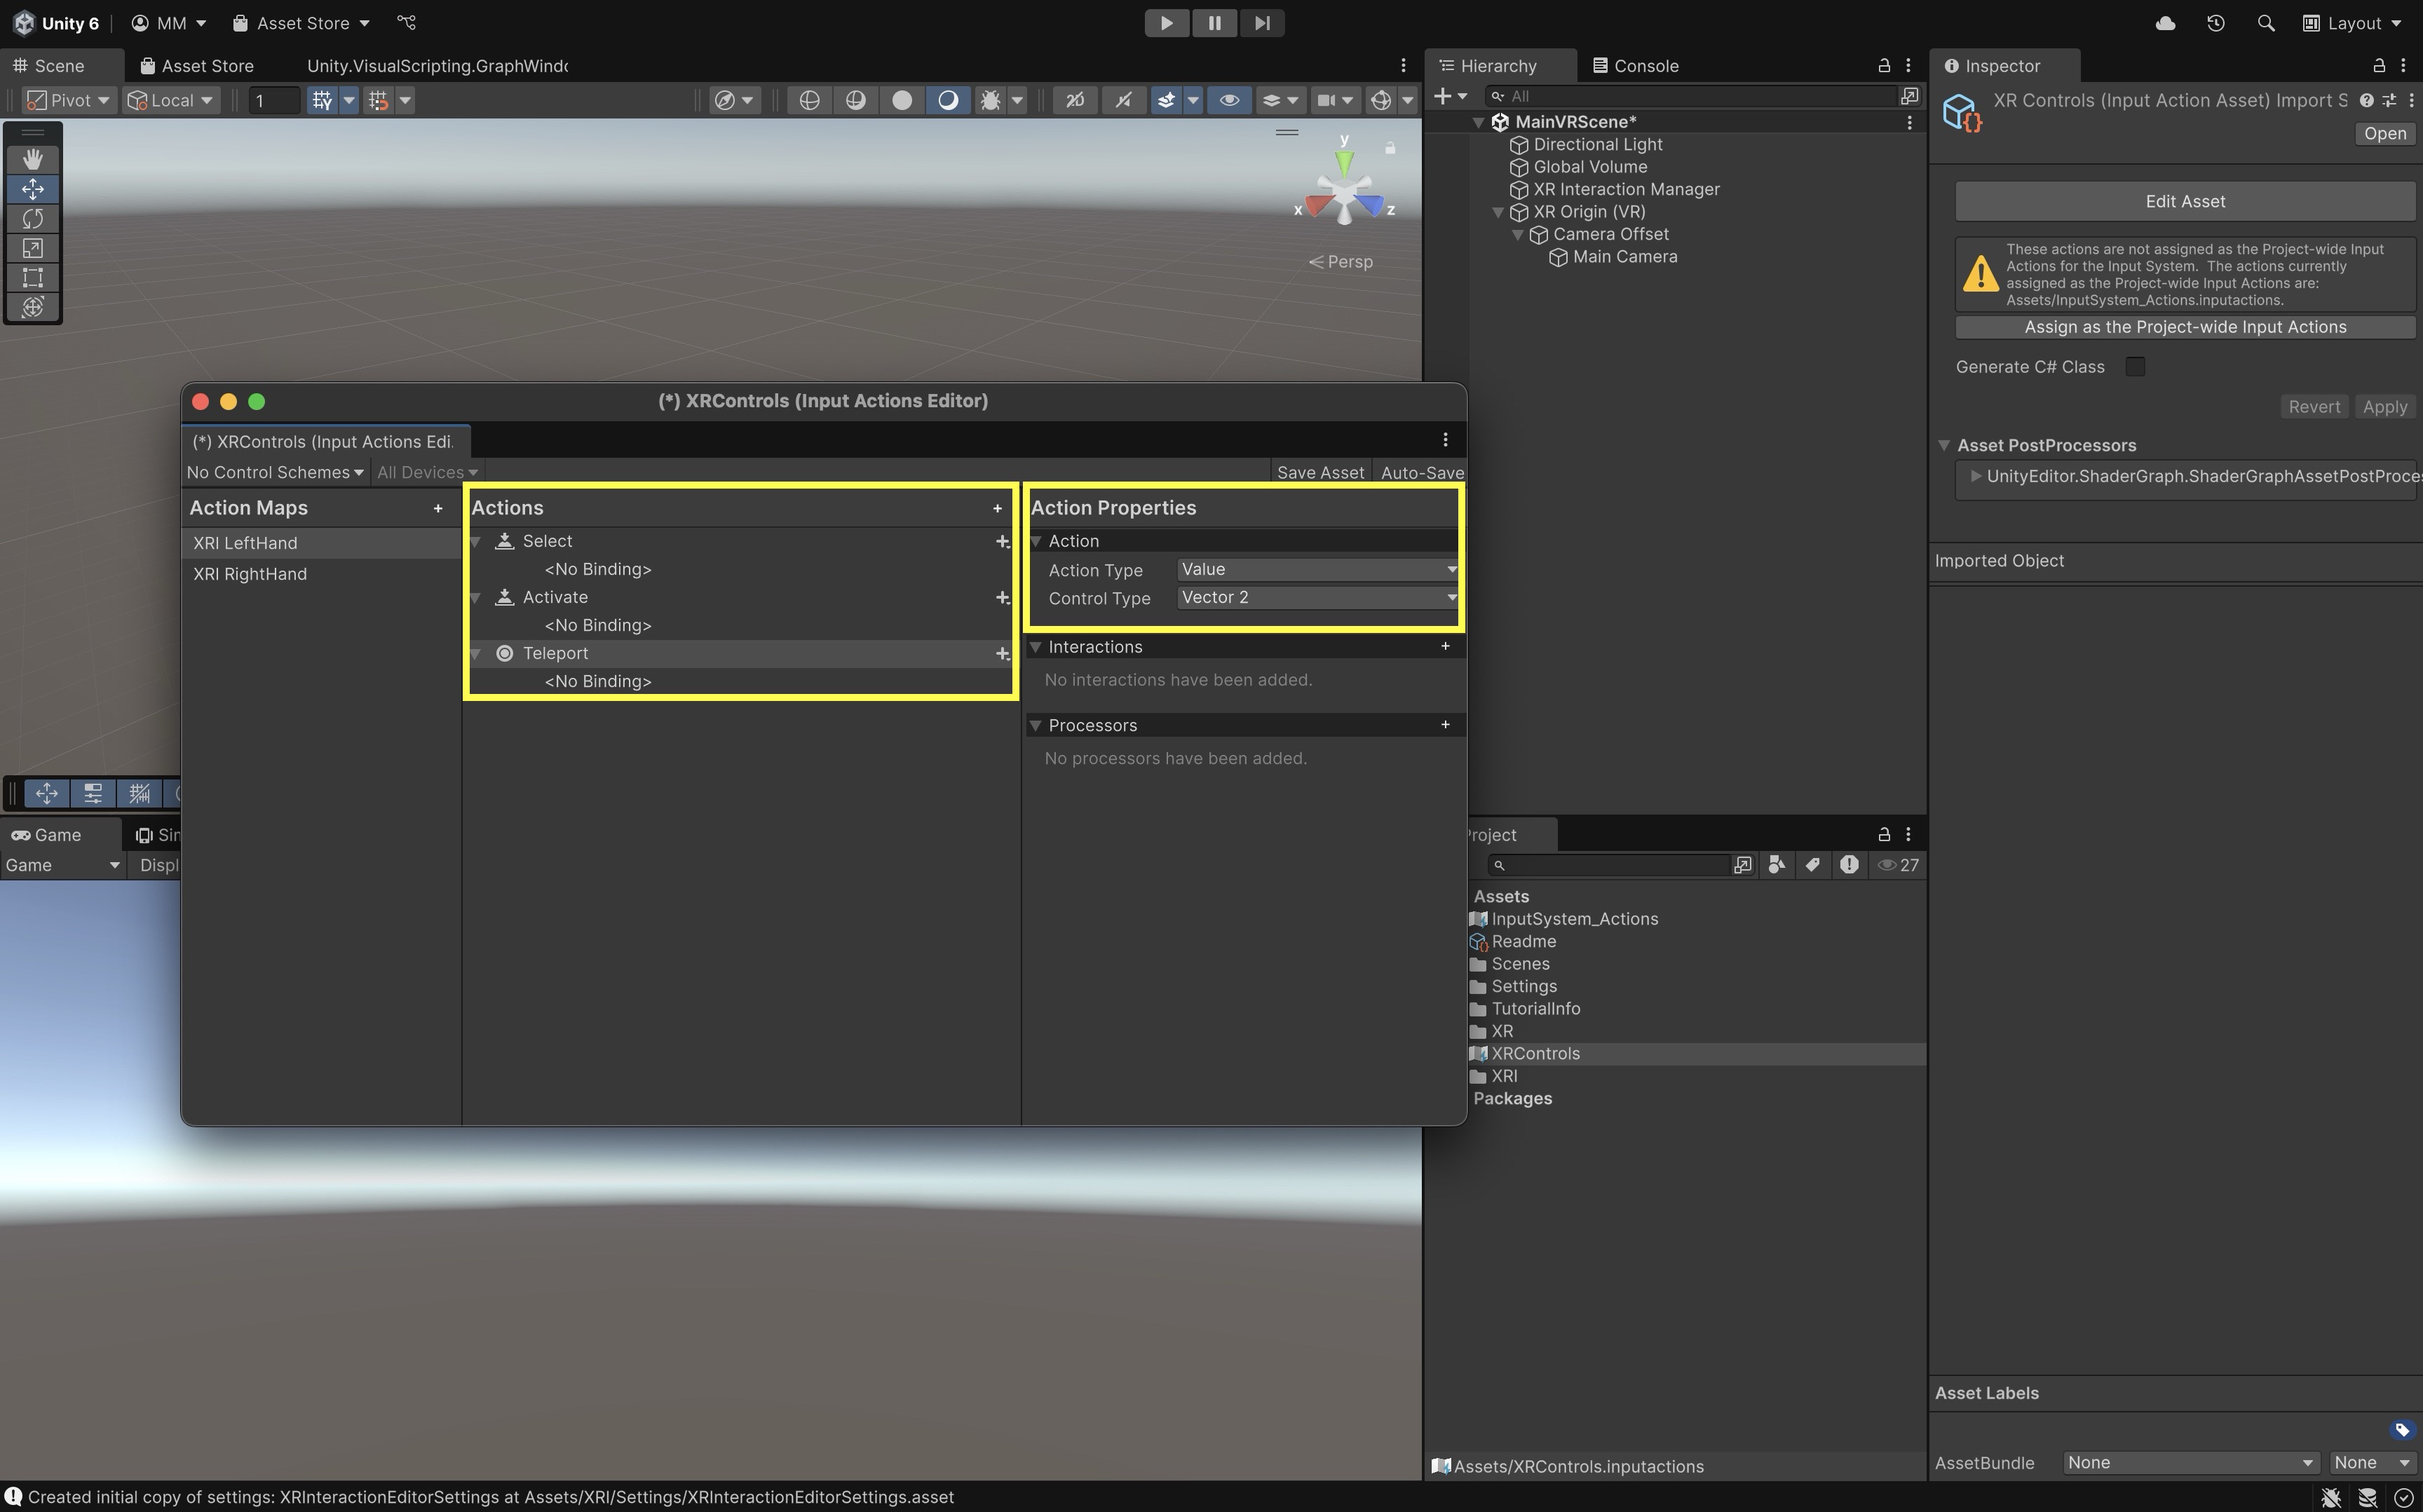 Unity 6 MM Asset Store Layout
Scene Asset Store Unity.VisualScripting.GraphWind
Pivot Local 1 2D
y
x z
Persp
Hierarchy Console
All
MainVRScene*
Directional Light
Global Volume
XR Interaction Manager
XR Origin (VR)
Camera Offset
Main Camera
Inspector
XR Controls (Input Action Asset) Import S
Open
Edit Asset
These actions are not assigned as the Project-wide Input
Actions for the Input System. The actions currently
assigned as the Project-wide Input Actions are:
Assets/InputSystem_Actions.inputactions.
Assign as the Project-wide Input Actions
Generate C# Class
Revert Apply
Asset PostProcessors
UnityEditor.ShaderGraph.ShaderGraphAssetPostProce
Imported Object
(*) XRControls (Input Actions Editor)
(*) XRControls (Input Actions Edi.
No Control Schemes All Devices Save Asset Auto-Save
Action Maps +
XRI LeftHand
XRI RightHand
Actions +
Select
<No Binding>
Activate
<No Binding>
Teleport
<No Binding>
Action Properties
Action
Action Type Value
Control Type Vector 2
Interactions +
No interactions have been added.
Processors +
No processors have been added.
Game Sim
Game Displ
roject
27
Assets
InputSystem_Actions
Readme
Scenes
Settings
TutorialInfo
XR
XRControls
XRI
Packages
Assets/XRControls.inputactions
Asset Labels
AssetBundle None None
Created initial copy of settings: XRInteractionEditorSettings at Assets/XRI/Settings/XRInteractionEditorSettings.asset